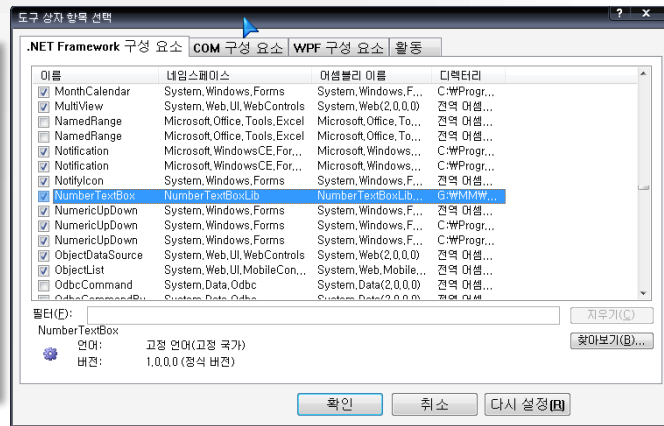 도구 상자 항목 선택
.NET Framework 구성 요소 COM 구성 요소 WPF 구성 요소 활동
이름 네임스페이스 어셈블리 이름 디렉터리
MonthCalendar System.Windows.Forms System.Windows.F... C:₩Progr...
MultiView System.Web.UI.WebControls System.Web(2.0.0.0) 전역 어셈...
NamedRange Microsoft.Office.Tools.Excel Microsoft.Office.To... 전역 어셈...
NamedRange Microsoft.Office.Tools.Excel Microsoft.Office.To... 전역 어셈...
Notification Microsoft.WindowsCE.For... Microsoft.Windows... C:₩Progr...
Notification Microsoft.WindowsCE.For... Microsoft.Windows... C:₩Progr...
NotifyIcon System.Windows.Forms System.Windows.F... 전역 어셈...
NumberTextBox NumberTextBoxLib NumberTextBoxLib... G:₩MM₩...
NumericUpDown System.Windows.Forms System.Windows.F... 전역 어셈...
NumericUpDown System.Windows.Forms System.Windows.F... C:₩Progr...
NumericUpDown System.Windows.Forms System.Windows.F... C:₩Progr...
ObjectDataSource System.Web.UI.WebControls System.Web(2.0.0.0) 전역 어셈...
ObjectList System.Web.UI.MobileCon... System.Web.Mobile... 전역 어셈...
OdbcCommand System.Data.Odbc System.Data(2.0.0.0) 전역 어셈...
필터(F): 지우기(C)
NumberTextBox
언어: 고정 언어(고정 국가) 찾아보기(B)...
버전: 1.0.0.0 (정식 버전)
확인 취소 다시 설정(R)